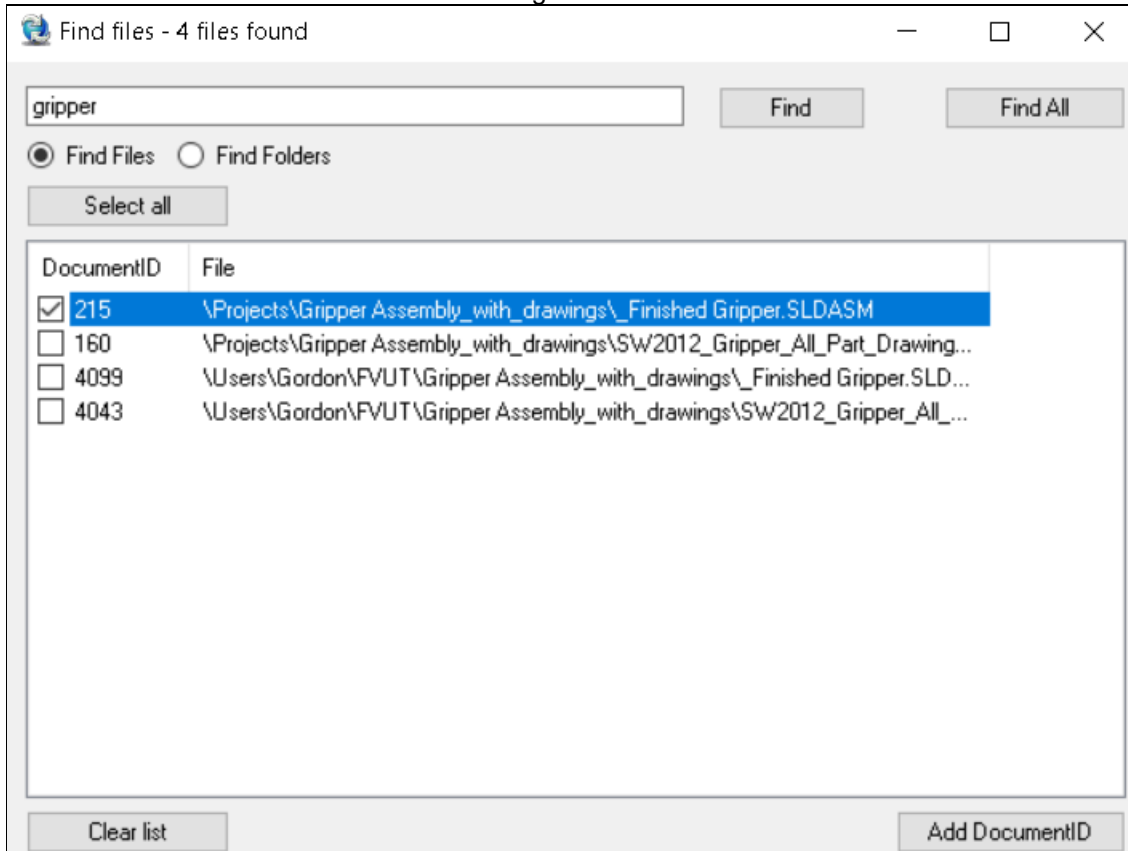 Find files - 4 files found
gripper Find Find All
Find Files Find Folders
Select all
DocumentID File
215 \Projects\Gripper Assembly_with_drawings\_Finished Gripper.SLDASM
160 \Projects\Gripper Assembly_with_drawings\SW2012_Gripper_All_Part_Drawing...
4099 \Users\Gordon\FVUT\Gripper Assembly_with_drawings\_Finished Gripper.SLD...
4043 \Users\Gordon\FVUT\Gripper Assembly_with_drawings\SW2012_Gripper_All_...
Clear list Add DocumentID